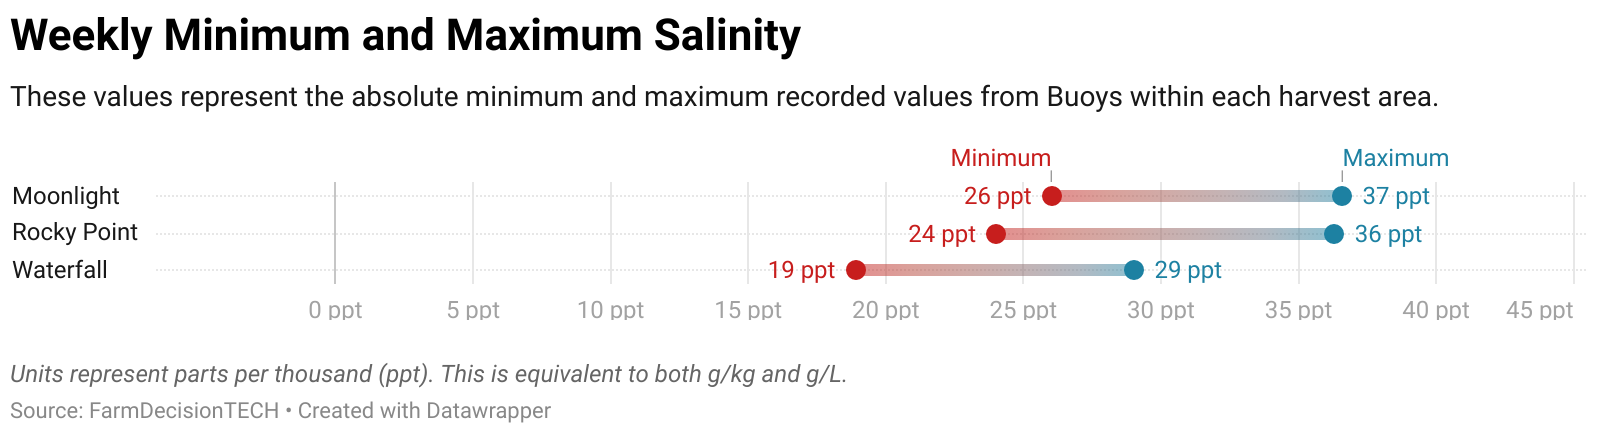 Weekly Minimum and Maximum Salinity
These values represent the absolute minimum and maximum recorded values from Buoys within each harvest area.
Minimum Maximum
Moonlight 26 ppt 37 ppt
Rocky Point 24 ppt 36 ppt
Waterfall 19 ppt 29 ppt
0 ppt 5 ppt 10 ppt 15 ppt 20 ppt 25 ppt 30 ppt 35 ppt 40 ppt 45 ppt
Units represent parts per thousand (ppt). This is equivalent to both g/kg and g/L.
Source: FarmDecisionTECH • Created with Datawrapper